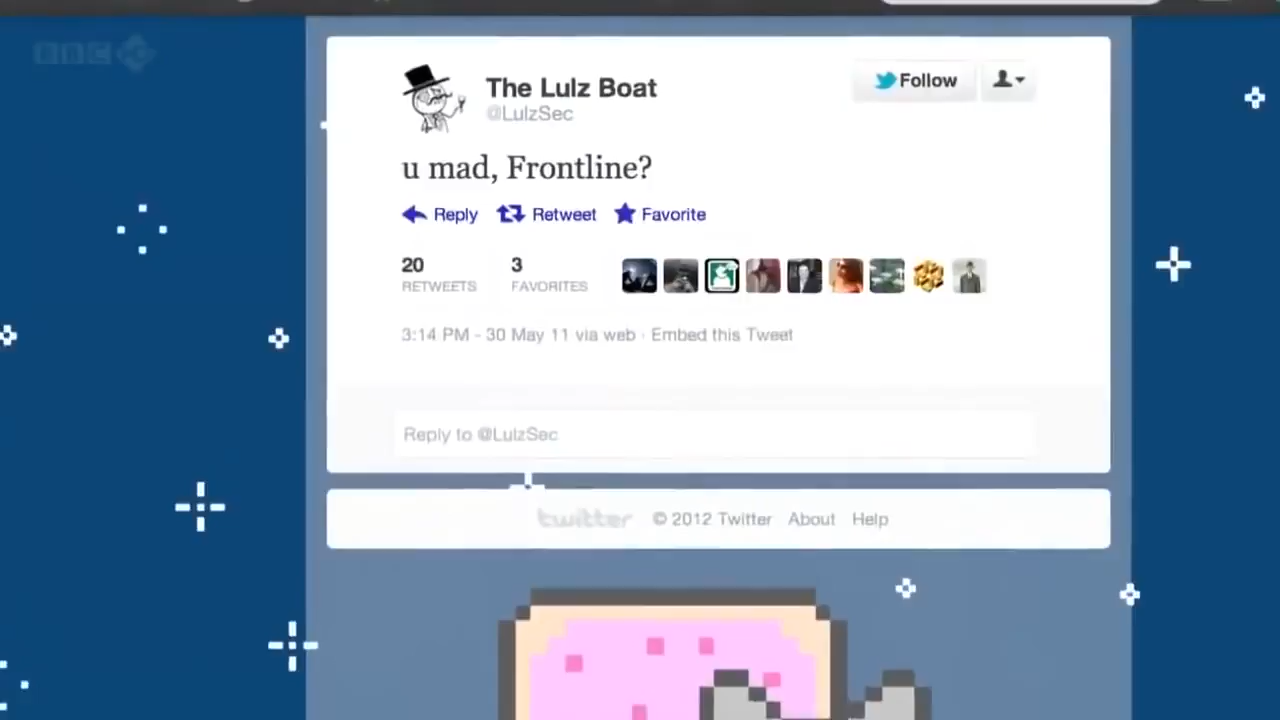 BBC
The Lulz Boat
@LulzSec
Follow
u mad, Frontline?
Reply Retweet Favorite
20 RETWEETS 3 FAVORITES
3:14 PM - 30 May 11 via web · Embed this Tweet
Reply to @LulzSec
twitter © 2012 Twitter About Help